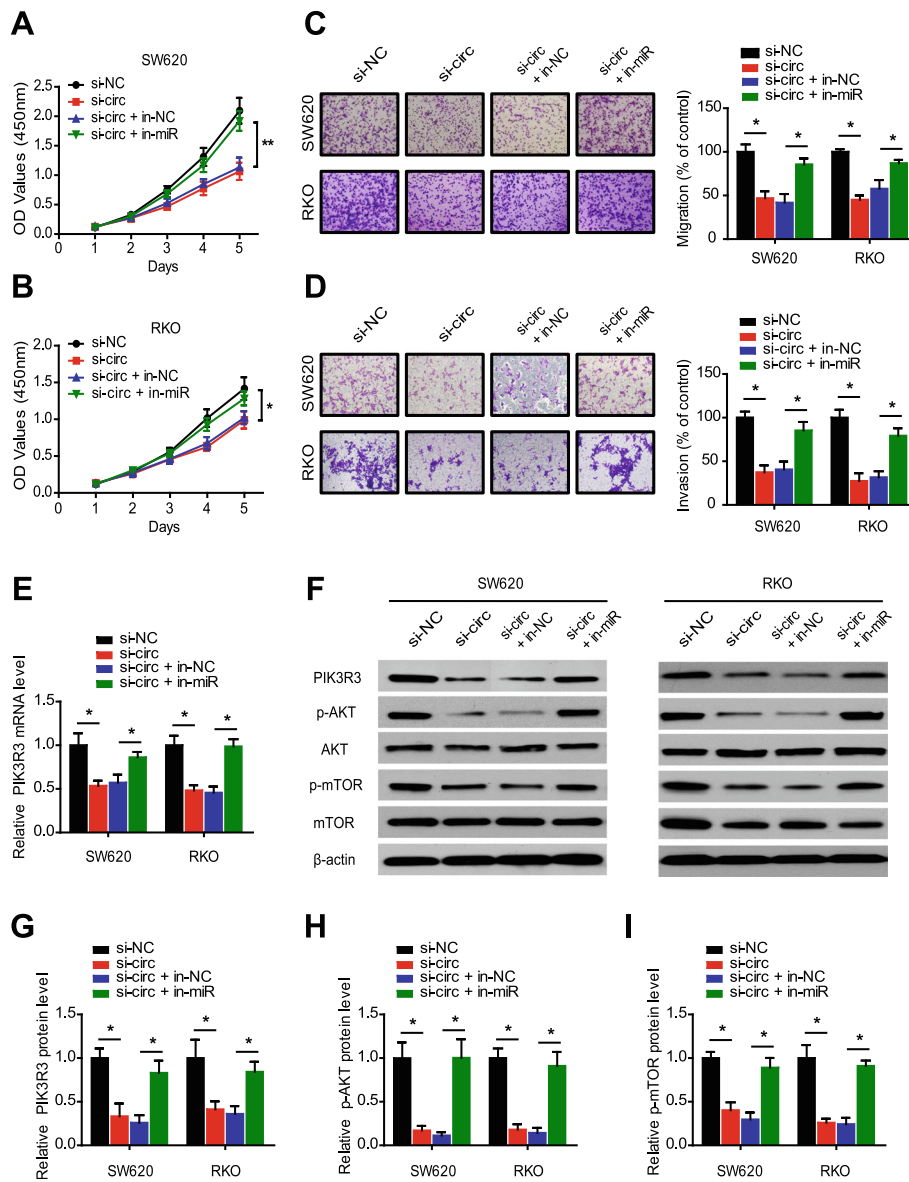 A
SW620
si-NC
si-circ
si-circ + in-NC
si-circ + in-miR
OD Values (450nm)
2.5
2.0
1.5
1.0
0.5
0.0
0 1 2 3 4 5
Days
**
B
RKO
si-NC
si-circ
si-circ + in-NC
si-circ + in-miR
OD Values (450nm)
2.0
1.5
1.0
0.5
0.0
0 1 2 3 4 5
Days
*
C
si-NC
si-circ
si-circ
+ in-NC
si-circ
+ in-miR
SW620
RKO
si-NC
si-circ
si-circ + in-NC
si-circ + in-miR
Migration (% of control)
150
100
50
0
* * * *
SW620 RKO
D
si-NC
si-circ
si-circ
+ in-NC
si-circ
+ in-miR
SW620
RKO
si-NC
si-circ
si-circ + in-NC
si-circ + in-miR
Invasion (% of control)
150
100
50
0
* * * *
SW620 RKO
E
si-NC
si-circ
si-circ + in-NC
si-circ + in-miR
Relative PIK3R3 mRNA level
1.5
1.0
0.5
0.0
* * * *
SW620 RKO
F
SW620
RKO
si-NC
si-circ
si-circ
+ in-NC
si-circ
+ in-miR
si-NC
si-circ
si-circ
+ in-NC
si-circ
+ in-miR
PIK3R3
p-AKT
AKT
p-mTOR
mTOR
β-actin
G
si-NC
si-circ
si-circ + in-NC
si-circ + in-miR
Relative PIK3R3 protein level
1.5
1.0
0.5
0.0
* * * *
SW620 RKO
H
si-NC
si-circ
si-circ + in-NC
si-circ + in-miR
Relative p-AKT protein level
1.5
1.0
0.5
0.0
* * * *
SW620 RKO
I
si-NC
si-circ
si-circ + in-NC
si-circ + in-miR
Relative p-mTOR protein level
1.5
1.0
0.5
0.0
* * * *
SW620 RKO